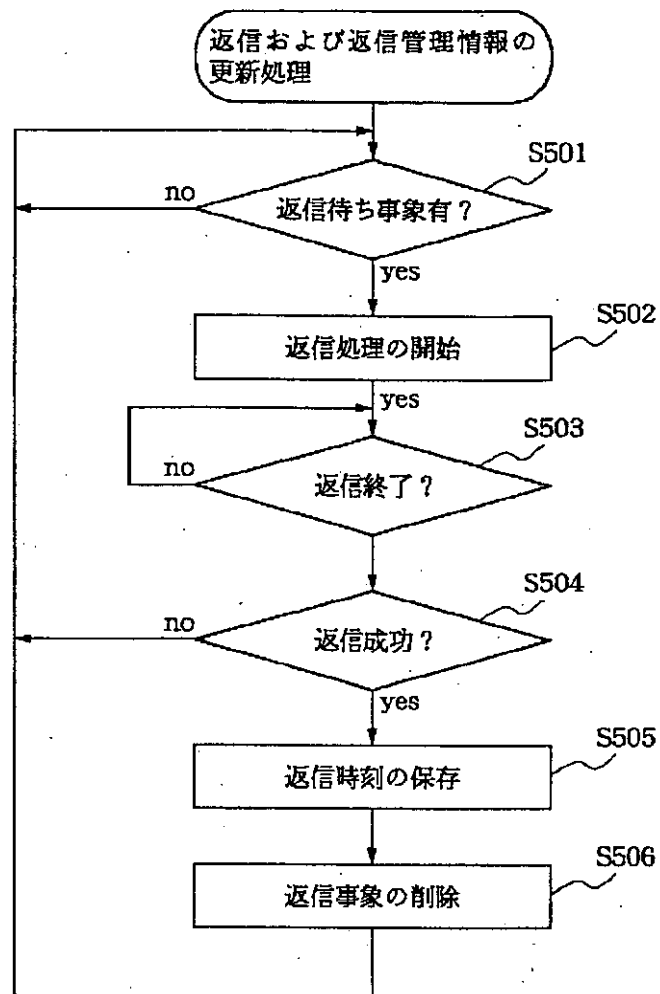 返信および返信管理情報の
更新処理
S501
no
返信待ち事象有？
yes
S502
返信処理の開始
yes
S503
no
返信終了？
S504
no
返信成功？
yes
S505
返信時刻の保存
S506
返信事象の削除